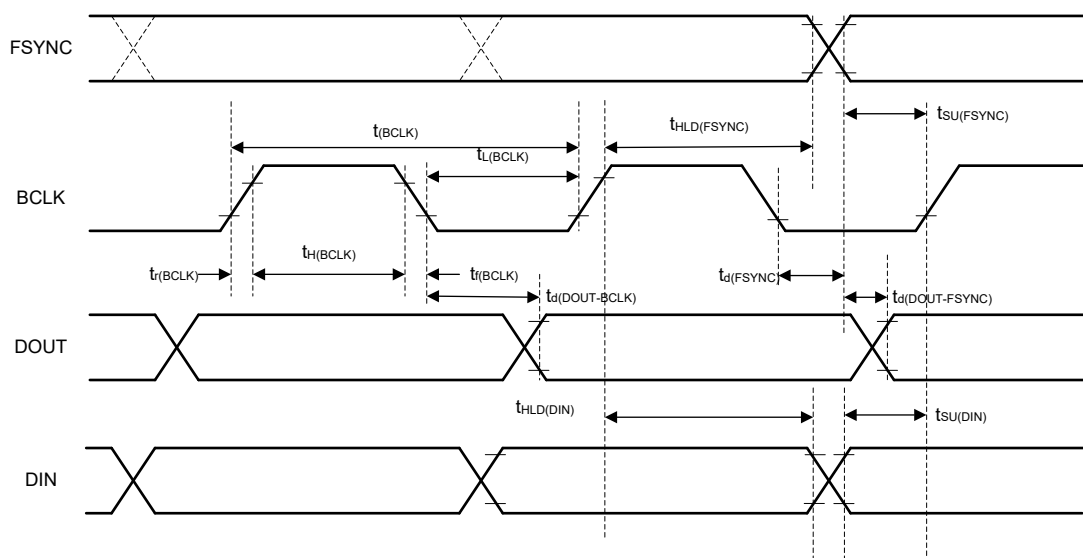 FSYNC
t(BCLK)
tHLD(FSYNC)
tSU(FSYNC)
tL(BCLK)
BCLK
tr(BCLK)
tH(BCLK)
tf(BCLK)
td(FSYNC)
td(DOUT-BCLK)
td(DOUT-FSYNC)
DOUT
tHLD(DIN)
tSU(DIN)
DIN